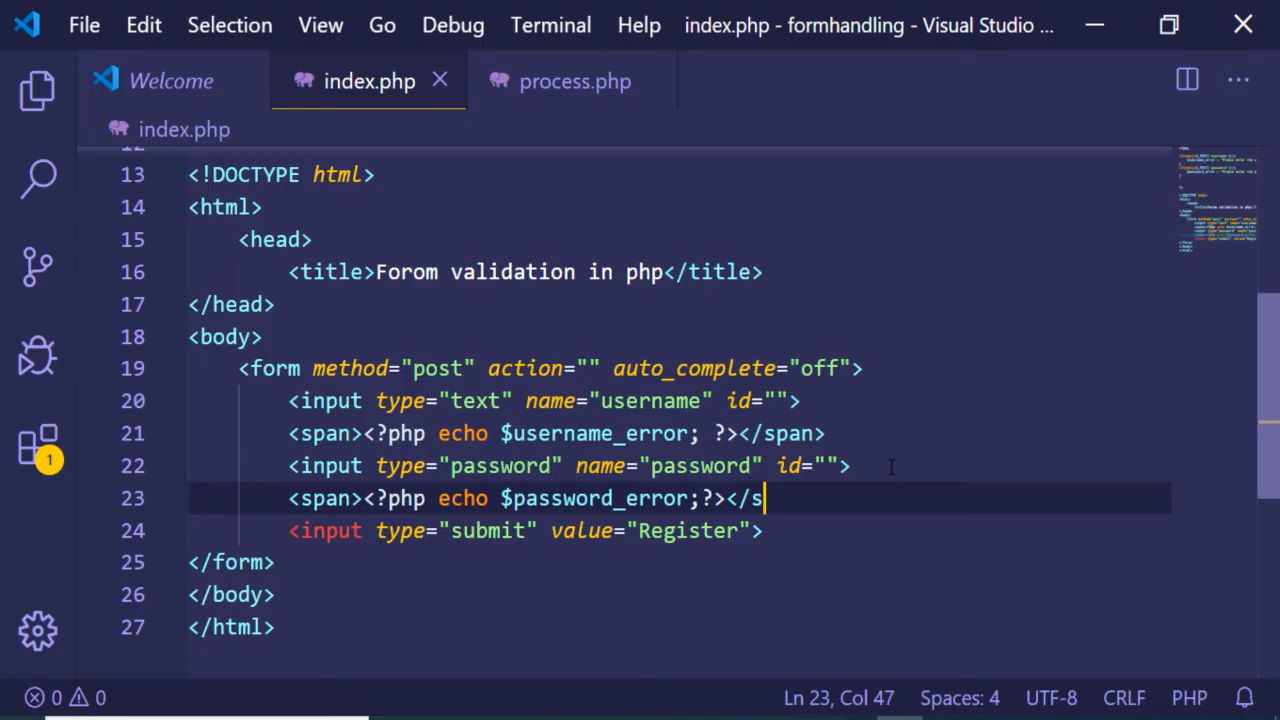 File Edit Selection View Go Debug Terminal Help index.php - formhandling - Visual Studio ...
Welcome index.php process.php
index.php
12
13 <!DOCTYPE html>
14 <html>
15 <head>
16 <title>Forom validation in php</title>
17 </head>
18 <body>
19 <form method="post" action="" auto_complete="off">
20 <input type="text" name="username" id="">
21 <span><?php echo $username_error; ?></span>
22 <input type="password" name="password" id="">
23 <span><?php echo $password_error;?></s
24 <input type="submit" value="Register">
25 </form>
26 </body>
27 </html>
1
0 0 Ln 23, Col 47 Spaces: 4 UTF-8 CRLF PHP